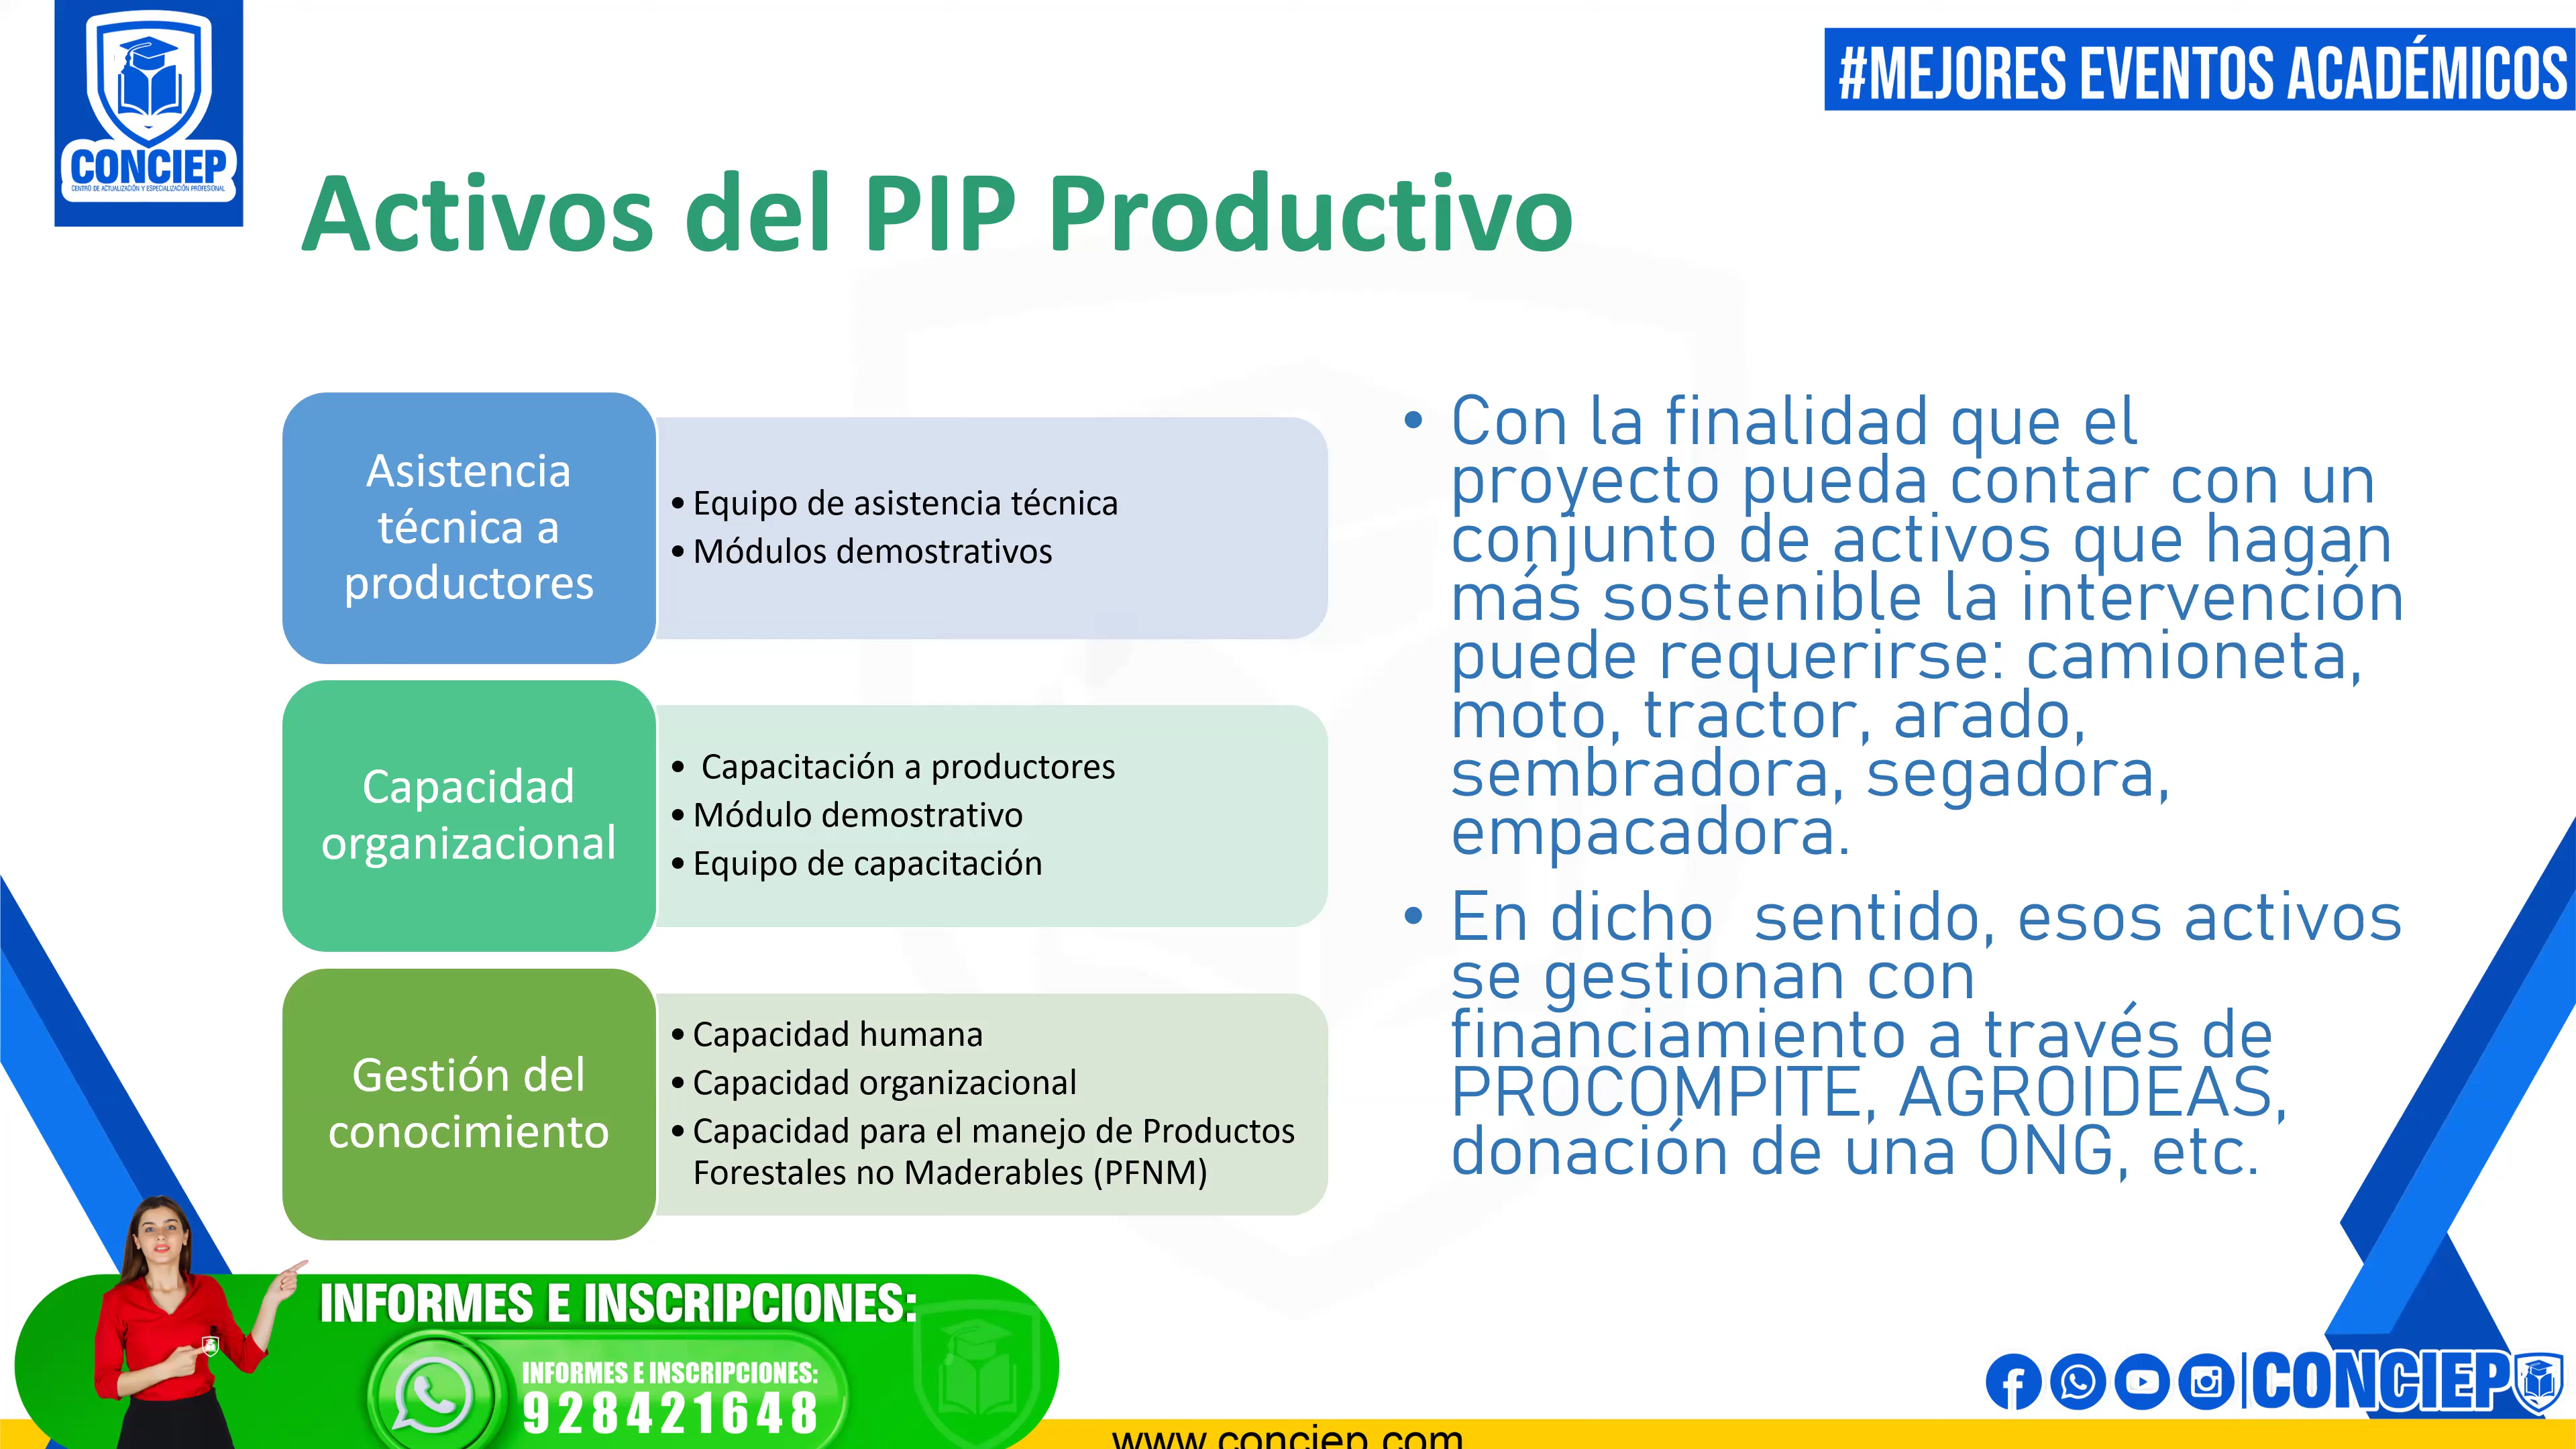 CONCIEP
CENTRO DE ACTUALIZACIÓN Y ESPECIALIZACIÓN PROFESIONAL
#MEJORES EVENTOS ACADÉMICOS
Activos del PIP Productivo
Asistencia
técnica a
productores
• Equipo de asistencia técnica
• Módulos demostrativos
Capacidad
organizacional
• Capacitación a productores
• Módulo demostrativo
• Equipo de capacitación
Gestión del
conocimiento
• Capacidad humana
• Capacidad organizacional
• Capacidad para el manejo de Productos
Forestales no Maderables (PFNM)
• Con la finalidad que el
proyecto pueda contar con un
conjunto de activos que hagan
más sostenible la intervención
puede requerirse: camioneta,
moto, tractor, arado,
sembradora, segadora,
empacadora.
• En dicho  sentido, esos activos
se gestionan con
financiamiento a través de
PROCOMPITE, AGROIDEAS,
donación de una ONG, etc.
INFORMES E INSCRIPCIONES:
INFORMES E INSCRIPCIONES:
928421648
www.conciep.com
CONCIEP